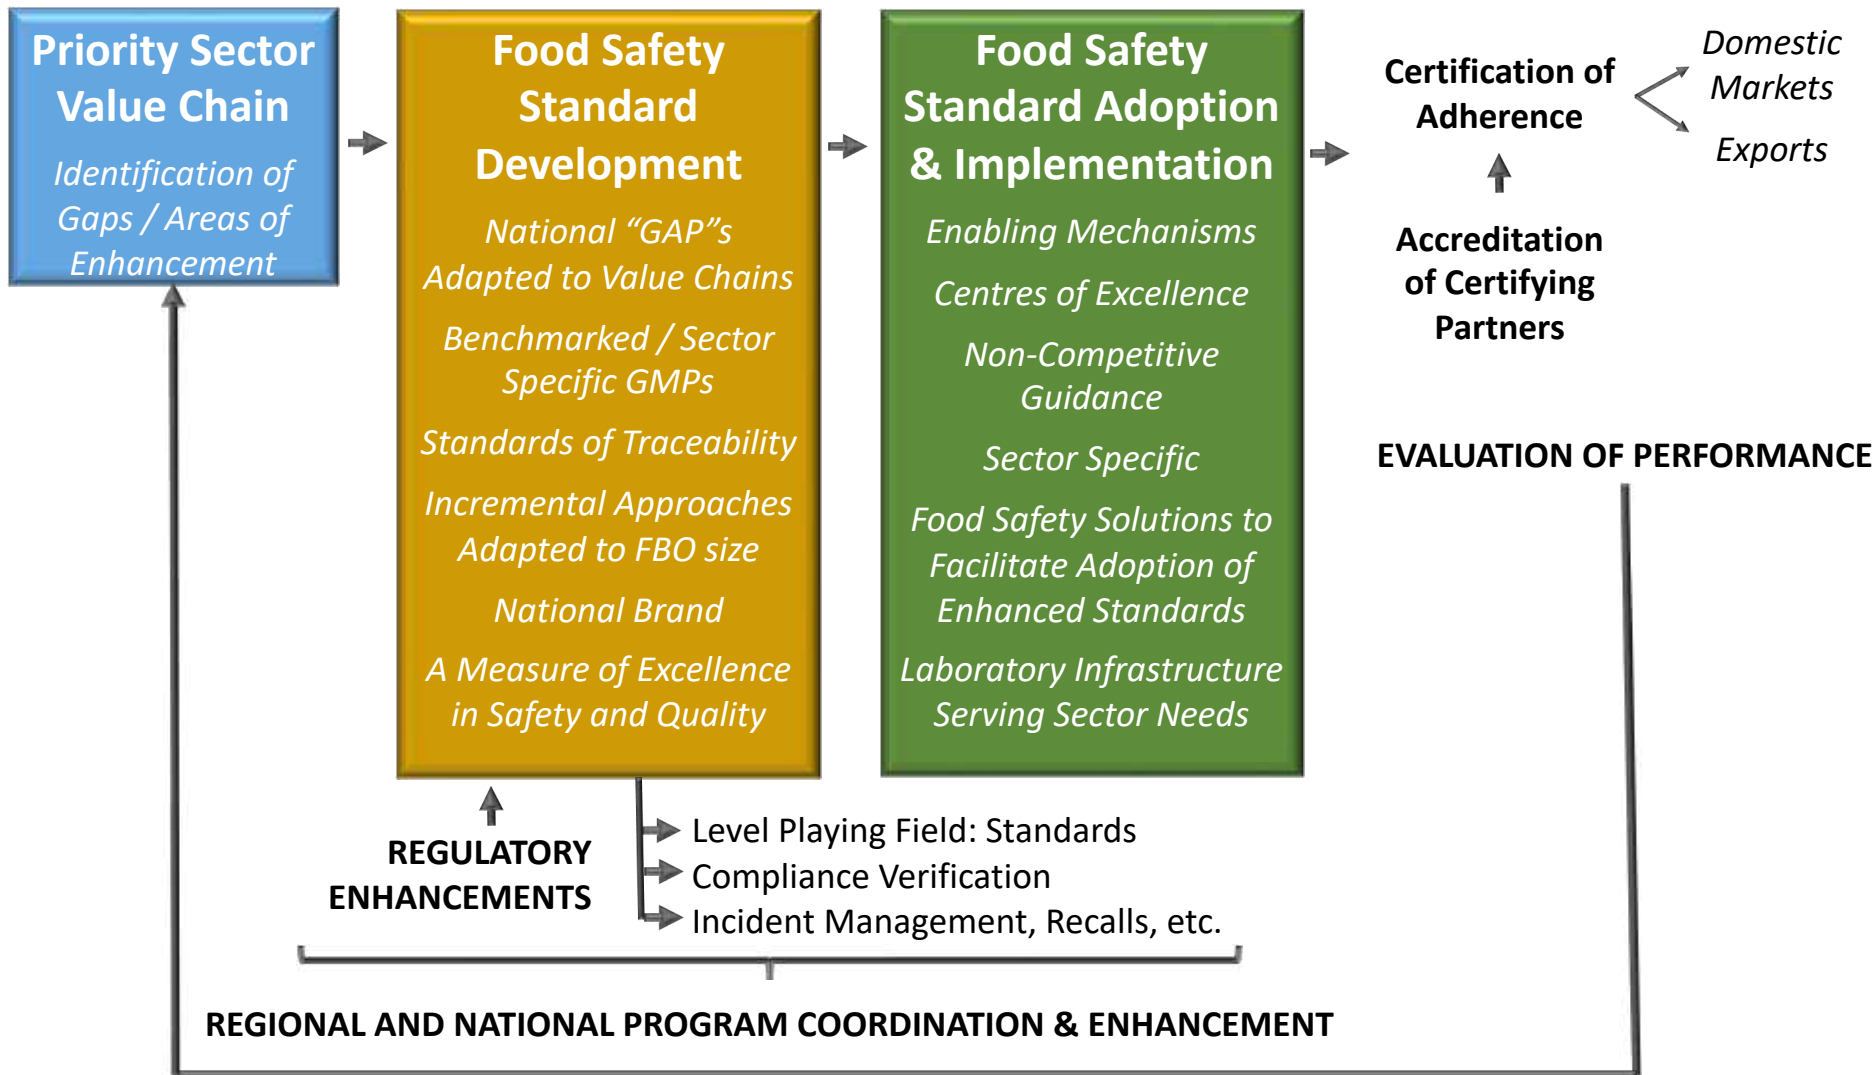 Priority Sector
Value Chain
Identification of
Gaps / Areas of
Enhancement
Food Safety
Standard
Development
National “GAP”s
Adapted to Value Chains
Benchmarked / Sector
Specific GMPs
Standards of Traceability
Incremental Approaches
Adapted to FBO size
National Brand
A Measure of Excellence
in Safety and Quality
Food Safety
Standard Adoption
& Implementation
Enabling Mechanisms
Centres of Excellence
Non-Competitive
Guidance
Sector Specific
Food Safety Solutions to
Facilitate Adoption of
Enhanced Standards
Laboratory Infrastructure
Serving Sector Needs
Certification of
Adherence
Domestic
Markets
Exports
Accreditation
of Certifying
Partners
EVALUATION OF PERFORMANCE
REGULATORY
ENHANCEMENTS
Level Playing Field: Standards
Compliance Verification
Incident Management, Recalls, etc.
REGIONAL AND NATIONAL PROGRAM COORDINATION & ENHANCEMENT